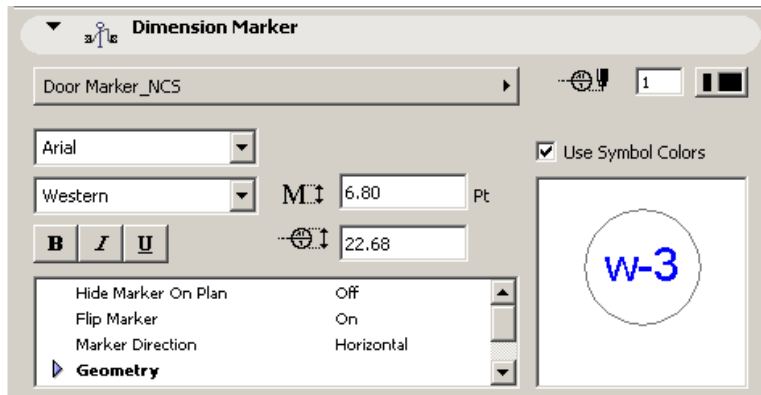 Dimension Marker
Door Marker_NCS
1
Arial
Use Symbol Colors
Western
M
6.80
Pt
B I U
22.68
w-3
Hide Marker On Plan Off
Flip Marker On
Marker Direction Horizontal
Geometry